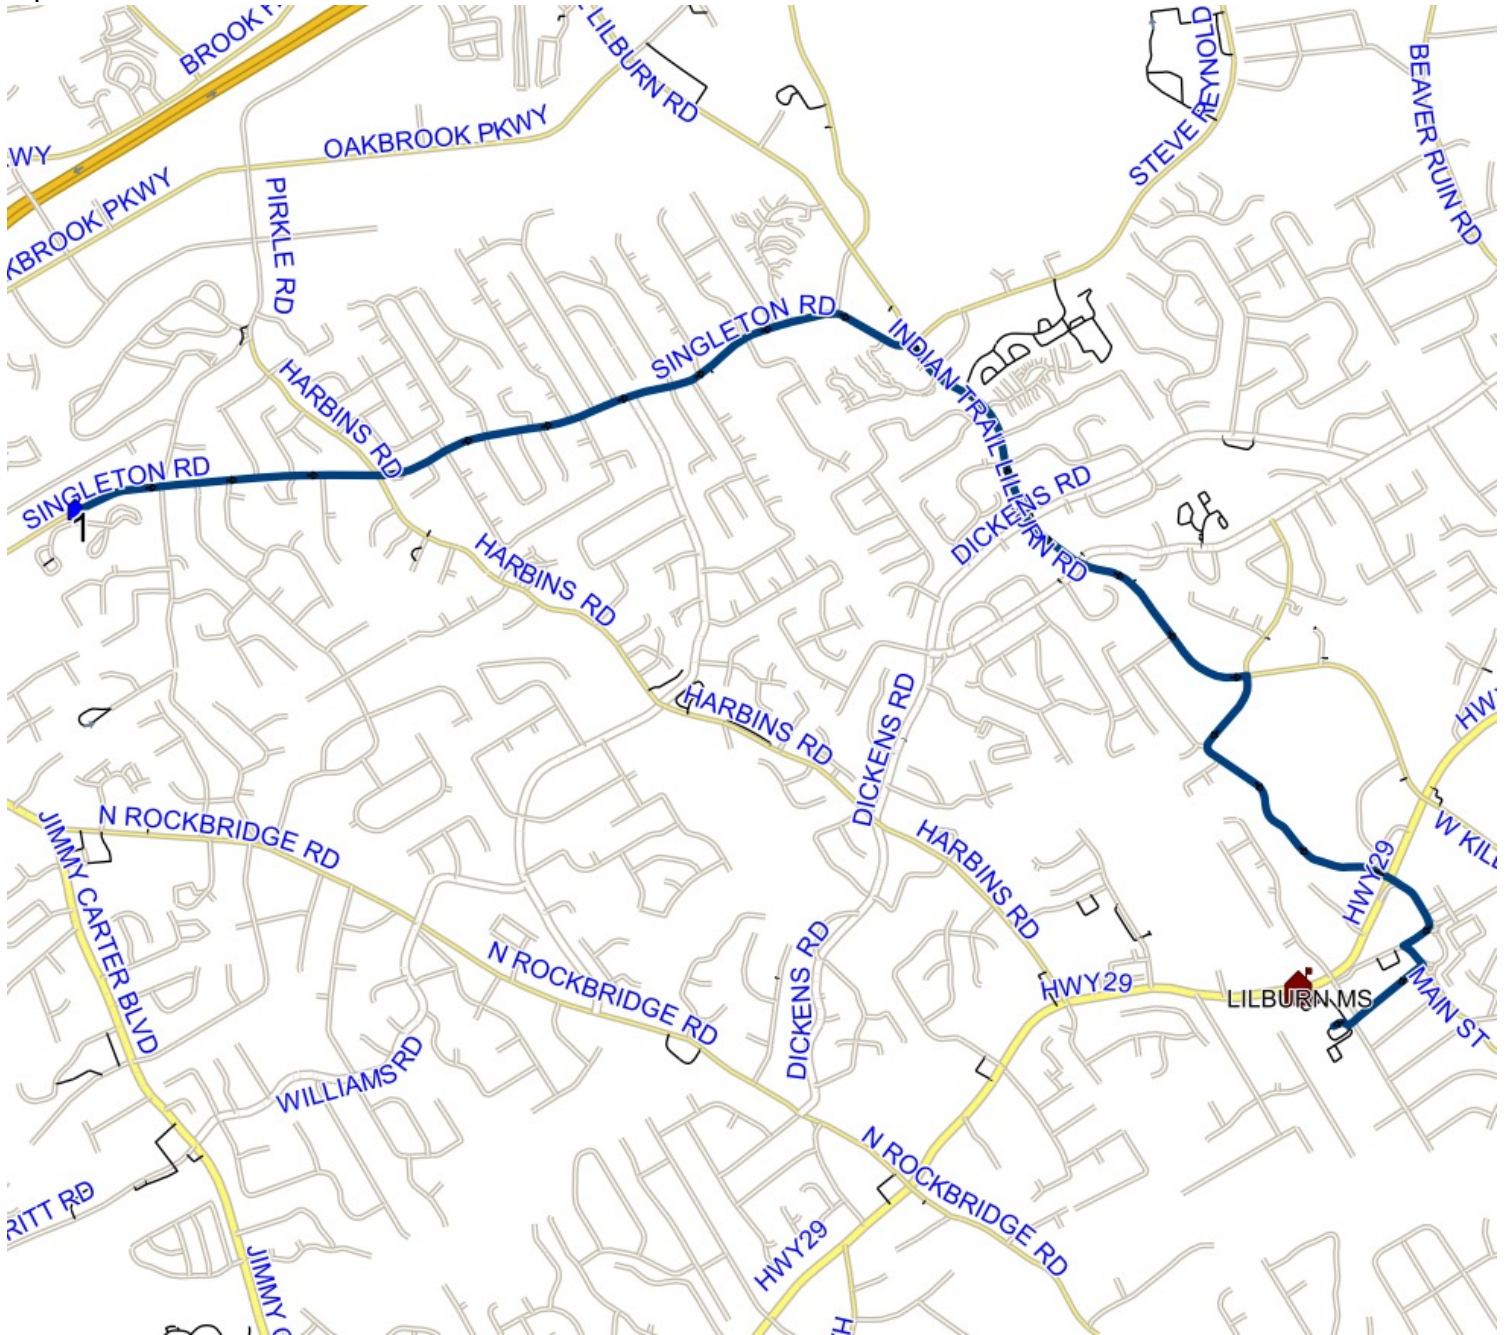 BROOK H
LILBURN RD
STEVE REYNOLD
BEAVER RUIN RD
WY
OAKBROOK PKWY
KBROOK PKWY
PIRKLE RD
SINGLETON RD
INDIAN TRAIL LILBURN RD
HARBINS RD
SINGLETON RD
1
DICKENS RD
HARBINS RD
HARBINS RD
DICKENS RD
HWY
N ROCKBRIDGE RD
JIMMY CARTER BLVD
HARBINS RD
W KILL
HWY29
N ROCKBRIDGE RD
DICKENS RD
HWY29
LILBURN MS
MAIN ST
WILLIAMS RD
N ROCKBRIDGE RD
RITT RD
HWY29
JIMMY C
H